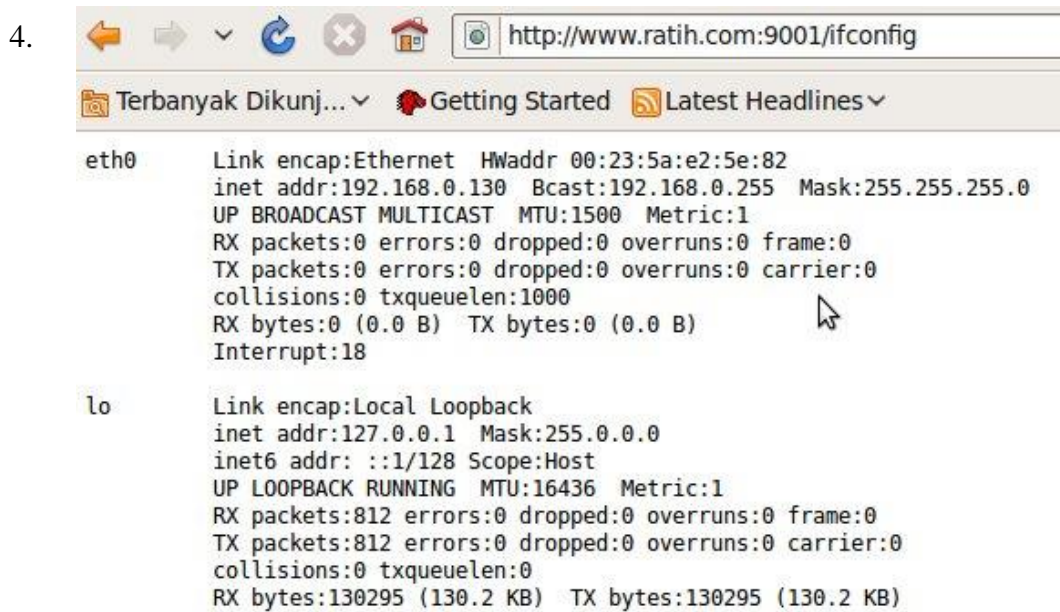 4.
http://www.ratih.com:9001/ifconfig
Terbanyak Dikunj... Getting Started Latest Headlines
eth0 Link encap:Ethernet HWaddr 00:23:5a:e2:5e:82
inet addr:192.168.0.130 Bcast:192.168.0.255 Mask:255.255.255.0
UP BROADCAST MULTICAST MTU:1500 Metric:1
RX packets:0 errors:0 dropped:0 overruns:0 frame:0
TX packets:0 errors:0 dropped:0 overruns:0 carrier:0
collisions:0 txqueuelen:1000
RX bytes:0 (0.0 B) TX bytes:0 (0.0 B)
Interrupt:18
lo Link encap:Local Loopback
inet addr:127.0.0.1 Mask:255.0.0.0
inet6 addr: ::1/128 Scope:Host
UP LOOPBACK RUNNING MTU:16436 Metric:1
RX packets:812 errors:0 dropped:0 overruns:0 frame:0
TX packets:812 errors:0 dropped:0 overruns:0 carrier:0
collisions:0 txqueuelen:0
RX bytes:130295 (130.2 KB) TX bytes:130295 (130.2 KB)